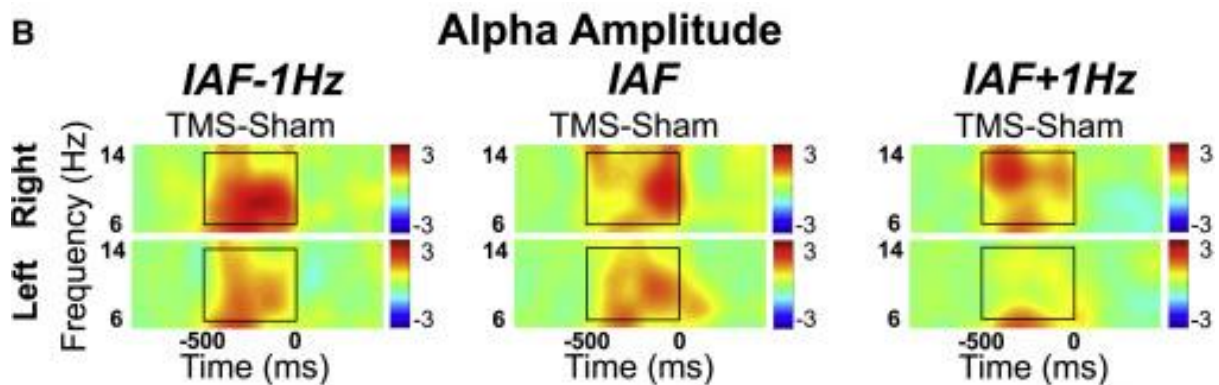 B
Alpha Amplitude
IAF-1Hz IAF IAF+1Hz
TMS-Sham TMS-Sham TMS-Sham
Frequency (Hz)
Right
14 3 14 3 14 3
6 -3 6 -3 6 -3
Left
14 3 14 3 14 3
6 -3 6 -3 6 -3
-500 0 -500 0 -500 0
Time (ms) Time (ms) Time (ms)